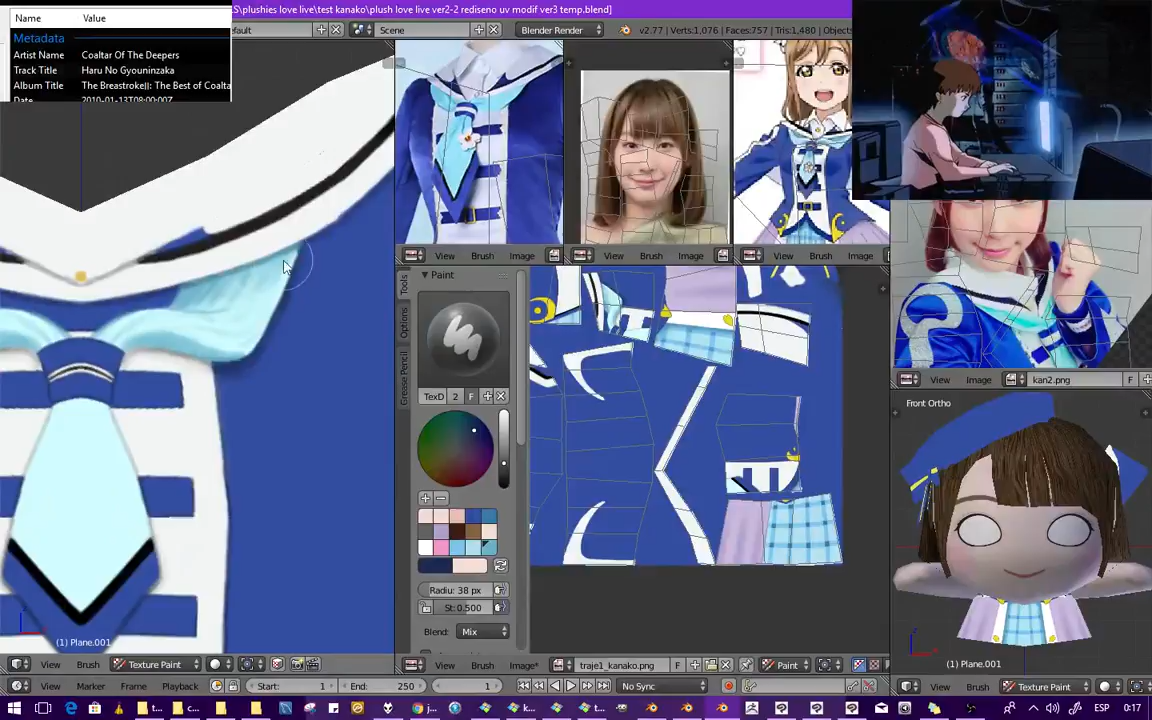 S\plushies love live\test kanako\plush love live ver2-2 rediseno uv modif ver3 temp.blend]
Name Value
Metadata
Artist Name Coaltar Of The Deepers
Track Title Haru No Gyouninzaka
Album Title The Breastroke||: The Best of Coalta
Date 2010-01-13T08:00:00Z
efault Scene Blender Render v2.77 | Verts:1,076 | Faces:757 | Tris:1,480 | Objects
View Brush Image View Brush Image View Brush Image
Tools
Options
Grease Pencil
Paint
TexD 2 F
Radiu: 38 px
St: 0.500
Blend: Mix
View Image kan2.png F
Front Ortho
(1) Plane.001
(1) Plane.001
View Brush Texture Paint
View Brush Image* traje1_kanako.png F Paint
View Brush Texture Paint
View Marker Frame Playback Start: 1 End: 250 1 No Sync
t... c... j... k... t... ESP 0:17